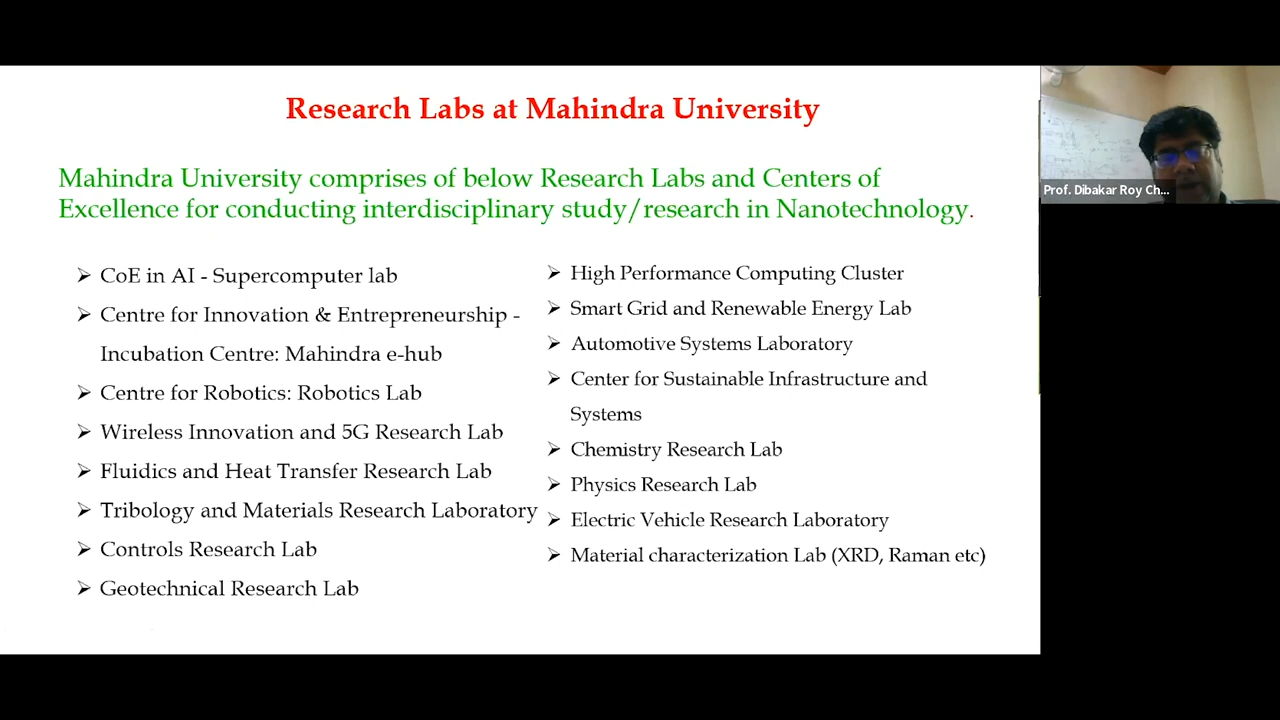 Research Labs at Mahindra University
Mahindra University comprises of below Research Labs and Centers of
Excellence for conducting interdisciplinary study/research in Nanotechnology.
➢ CoE in AI - Supercomputer lab
➢ Centre for Innovation & Entrepreneurship -
Incubation Centre: Mahindra e-hub
➢ Centre for Robotics: Robotics Lab
➢ Wireless Innovation and 5G Research Lab
➢ Fluidics and Heat Transfer Research Lab
➢ Tribology and Materials Research Laboratory
➢ Controls Research Lab
➢ Geotechnical Research Lab
➢ High Performance Computing Cluster
➢ Smart Grid and Renewable Energy Lab
➢ Automotive Systems Laboratory
➢ Center for Sustainable Infrastructure and
Systems
➢ Chemistry Research Lab
➢ Physics Research Lab
➢ Electric Vehicle Research Laboratory
➢ Material characterization Lab (XRD, Raman etc)
Prof. Dibakar Roy Ch...